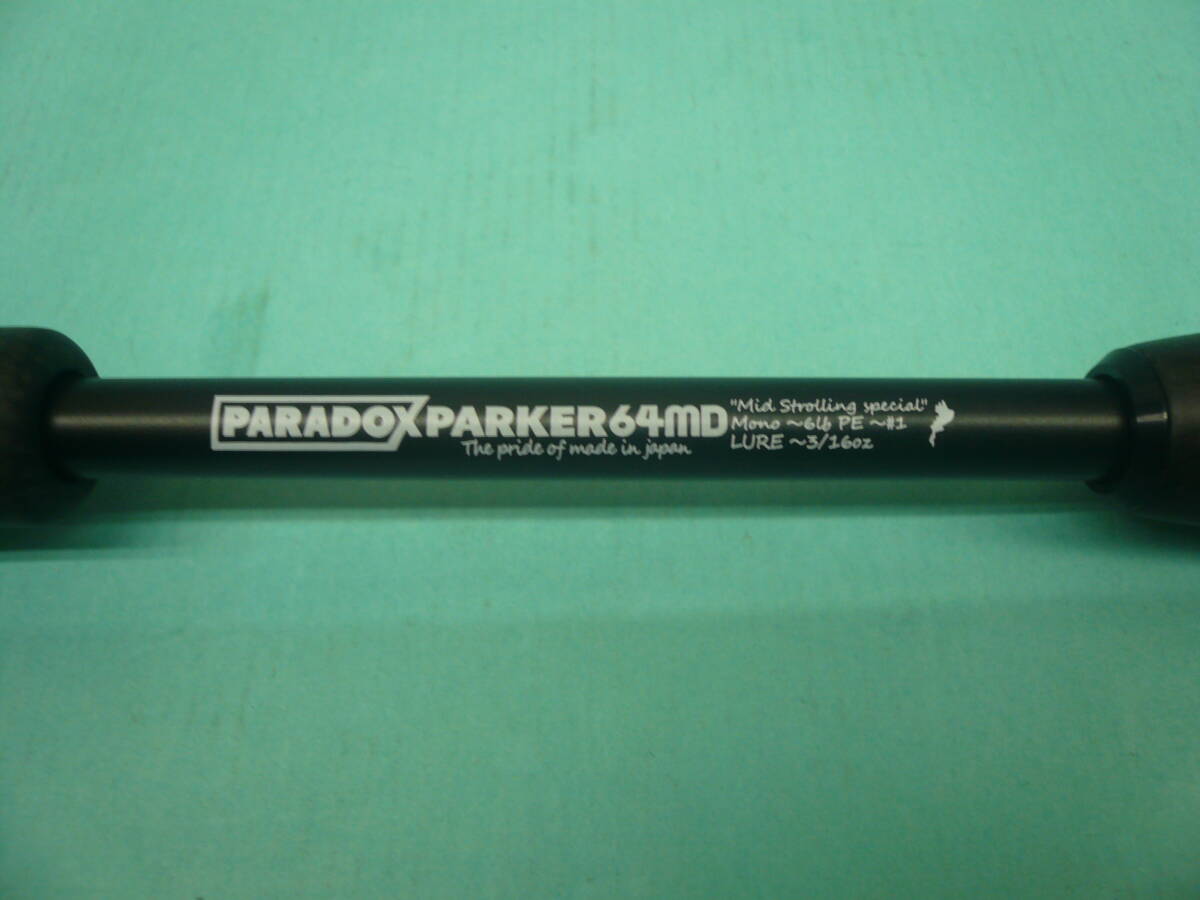 PARADOX PARKER64MD
The pride of made in japan
"Mid Strolling special"
Mono ~6lb PE ~#1
LURE ~3/16oz